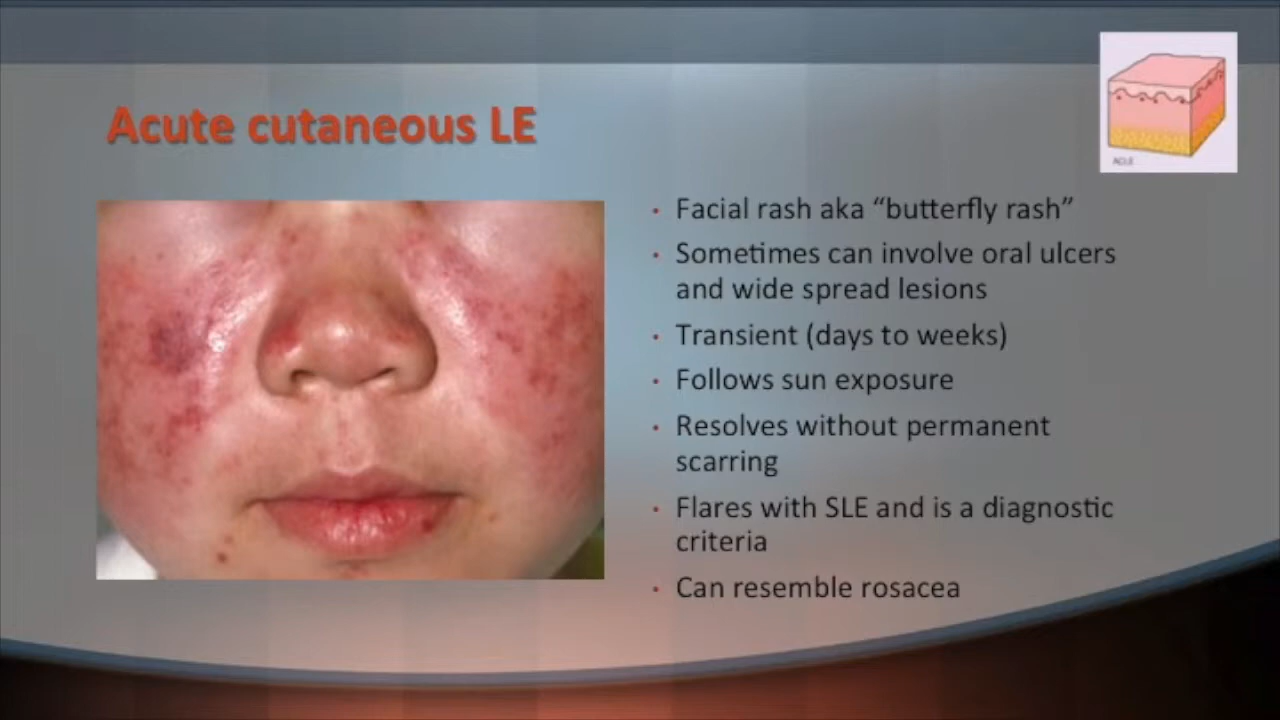 Acute cutaneous LE
ACLE
• Facial rash aka “butterfly rash”
• Sometimes can involve oral ulcers
and wide spread lesions
• Transient (days to weeks)
• Follows sun exposure
• Resolves without permanent
scarring
• Flares with SLE and is a diagnostic
criteria
• Can resemble rosacea